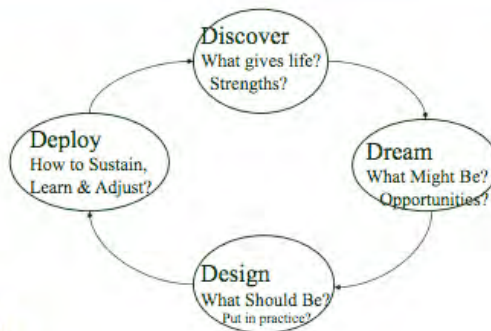 Discover
What gives life?
Strengths?
Deploy
How to Sustain,
Learn & Adjust?
Dream
What Might Be?
Opportunities?
Design
What Should Be?
Put in practice?